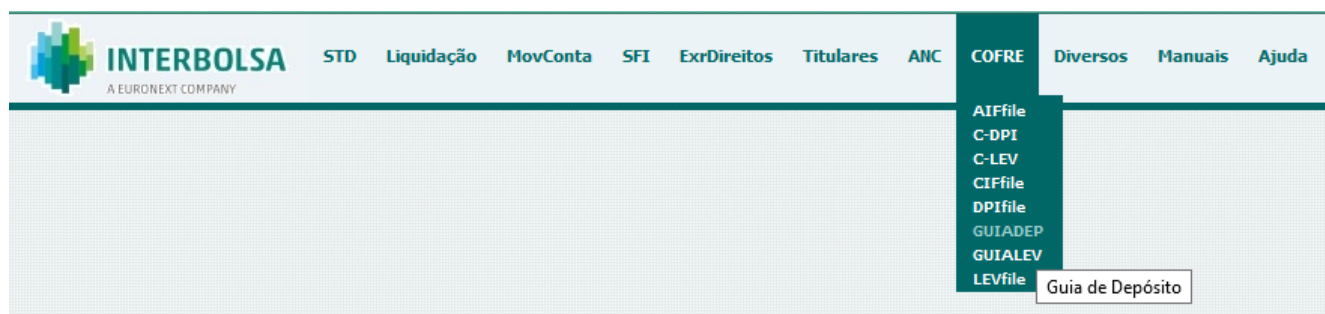 INTERBOLSA
A EURONEXT COMPANY
STD Liquidação MovConta SFI ExrDireitos Titulares ANC COFRE Diversos Manuais Ajuda
AIFfile
C-DPI
C-LEV
CIFfile
DPIfile
GUIADEP
GUIALEV
LEVfile
Guia de Depósito